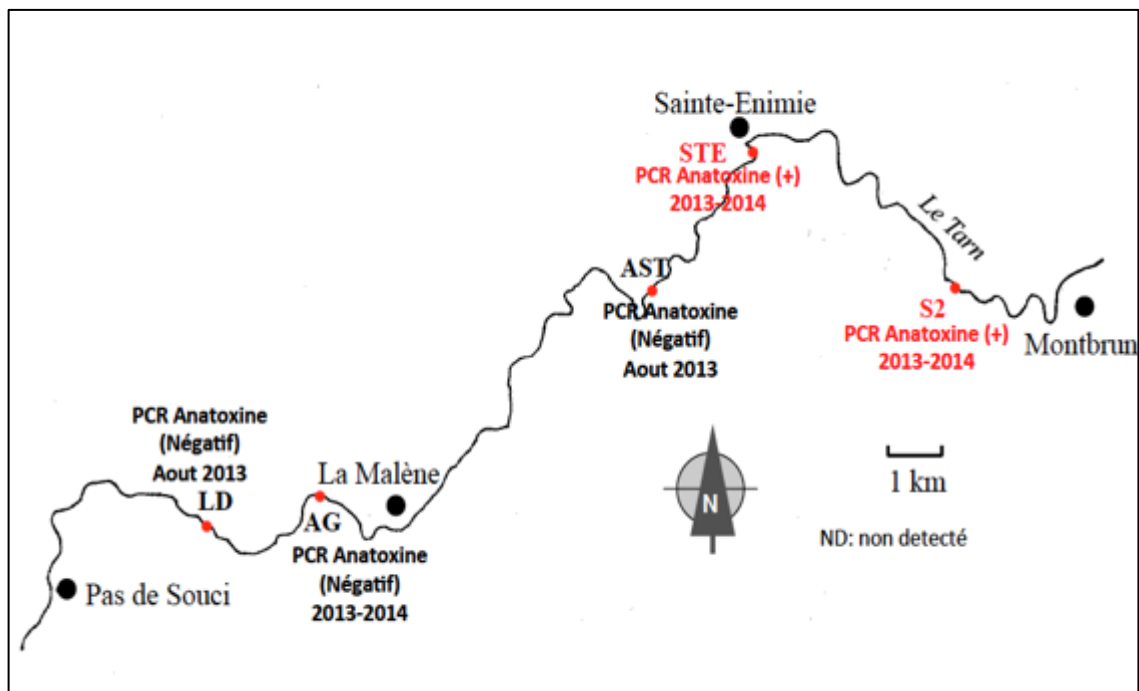 Sainte-Enimie
STE
PCR Anatoxine (+)
2013-2014
Le Tarn
AST
PCR Anatoxine
(Négatif)
Aout 2013
S2
PCR Anatoxine (+)
2013-2014
Montbrun
PCR Anatoxine
(Négatif)
Aout 2013
LD
La Malène
AG
PCR Anatoxine
(Négatif)
2013-2014
Pas de Souci
N
1 km
ND: non detecté